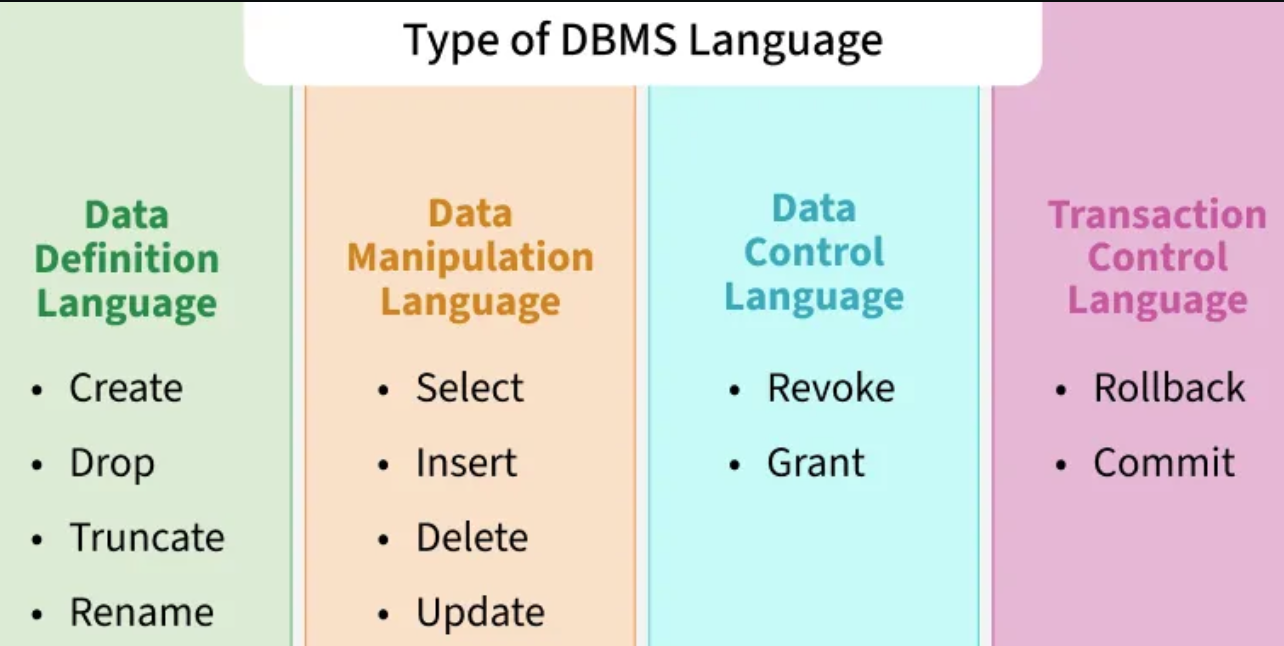 Type of DBMS Language
Data
Definition
Language
• Create
• Drop
• Truncate
• Rename
Data
Manipulation
Language
• Select
• Insert
• Delete
• Update
Data
Control
Language
• Revoke
• Grant
Transaction
Control
Language
• Rollback
• Commit